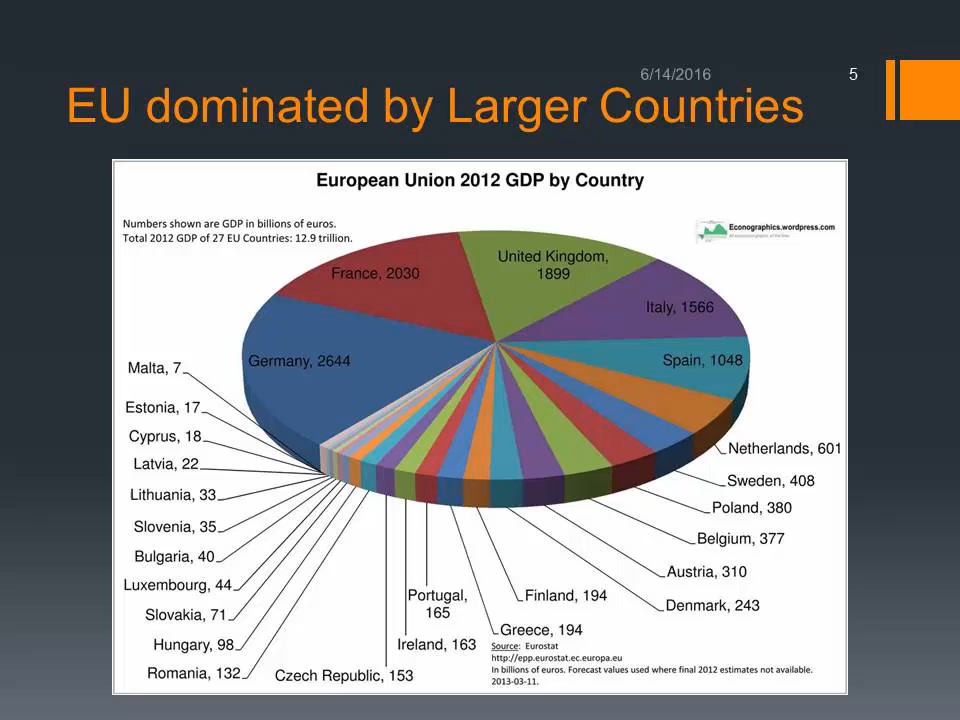 6/14/2016
5
EU dominated by Larger Countries
European Union 2012 GDP by Country
Numbers shown are GDP in billions of euros.
Total 2012 GDP of 27 EU Countries: 12.9 trillion.
Econographics.wordpress.com
United Kingdom,
1899
France, 2030
Italy, 1566
Germany, 2644
Spain, 1048
Malta, 7
Estonia, 17
Cyprus, 18
Latvia, 22
Lithuania, 33
Slovenia, 35
Bulgaria, 40
Luxembourg, 44
Slovakia, 71
Hungary, 98
Romania, 132
Czech Republic, 153
Ireland, 163
Portugal,
165
Greece, 194
Finland, 194
Denmark, 243
Austria, 310
Belgium, 377
Poland, 380
Sweden, 408
Netherlands, 601
Source: Eurostat
http://epp.eurostat.ec.europa.eu
In billions of euros. Forecast values used where final 2012 estimates not available.
2013-03-11.